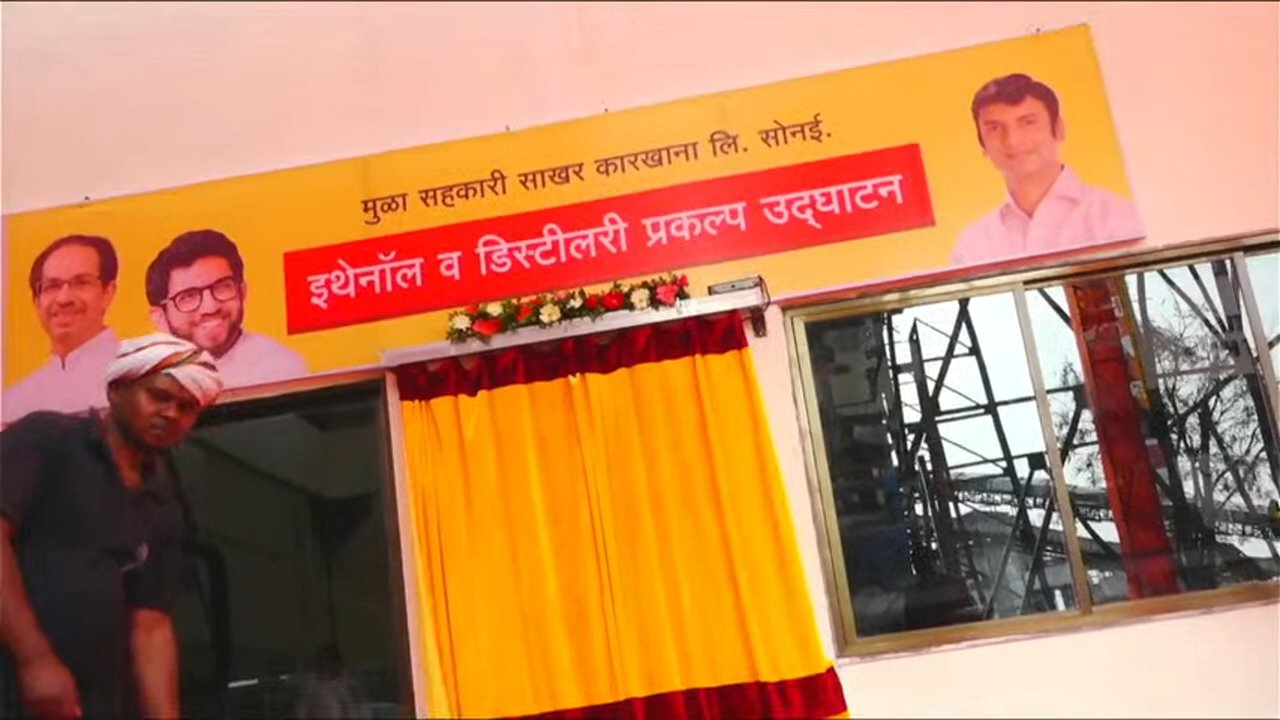 मुळा सहकारी साखर कारखाना लि. सोनई.
इथेनॉल व डिस्टीलरी प्रकल्प उद्‌घाटन